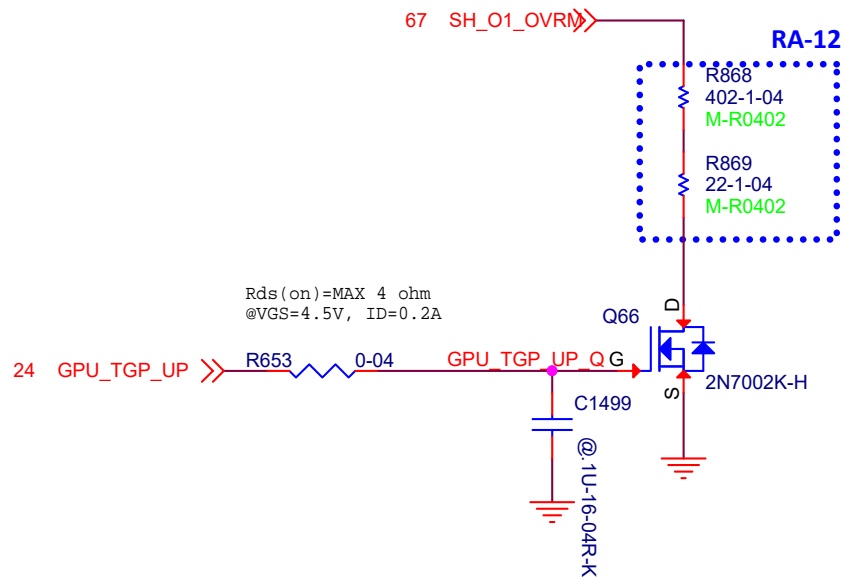 67 SH_O1_OVRM
RA-12
R868
402-1-04
M-R0402
R869
22-1-04
M-R0402
Rds(on)=MAX 4 ohm
@VGS=4.5V, ID=0.2A
D
Q66
24 GPU_TGP_UP
R653
0-04
GPU_TGP_UP_Q
G
S
2N7002K-H
C1499
@.1U-16-04R-K